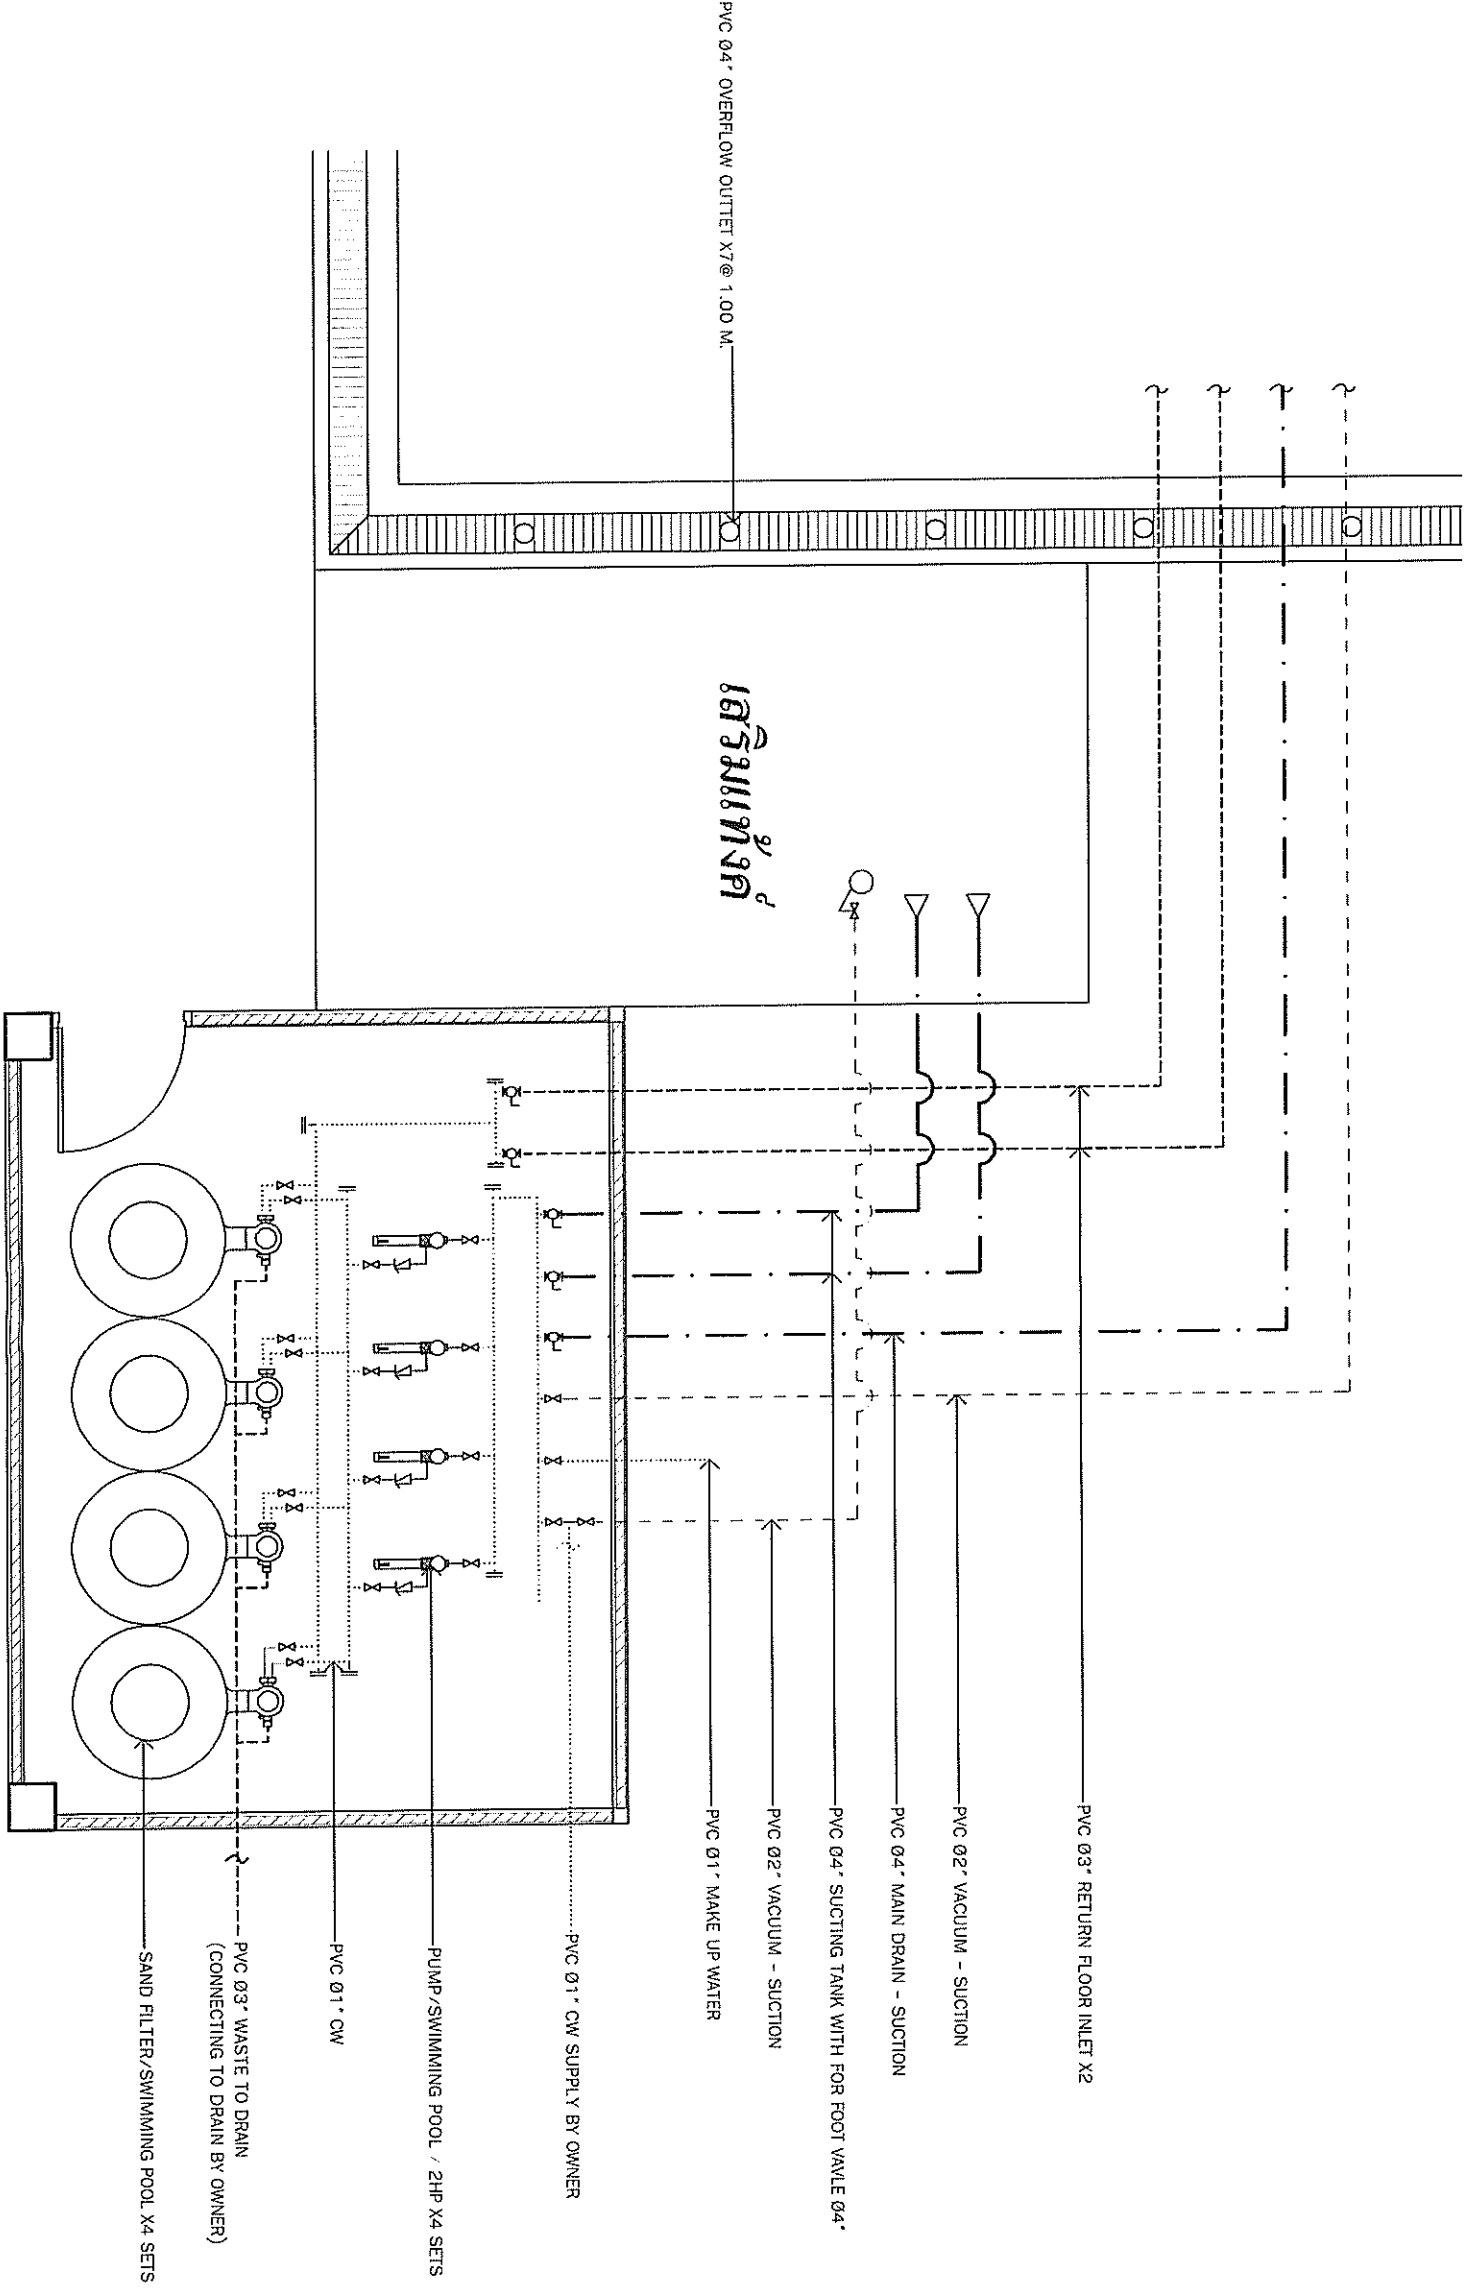 PVC Ø4" OVERFLOW OUTTET X7@ 1.00 M.
เสริมแท้งค์
PVC Ø3" RETURN FLOOR INLET X2
PVC Ø2" VACUUM - SUCTION
PVC Ø4" MAIN DRAIN - SUCTION
PVC Ø4" SUCTING TANK WITH FOR FOOT VAVLE Ø4"
PVC Ø2" VACUUM - SUCTION
PVC Ø1" MAKE UP WATER
PVC Ø1" CW SUPPLY BY OWNER
PUMP/SWIMMING POOL / 2HP X4 SETS
PVC Ø1" CW
PVC Ø3" WASTE TO DRAIN
(CONNECTING TO DRAIN BY OWNER)
SAND FILTER/SWIMMING POOL X4 SETS